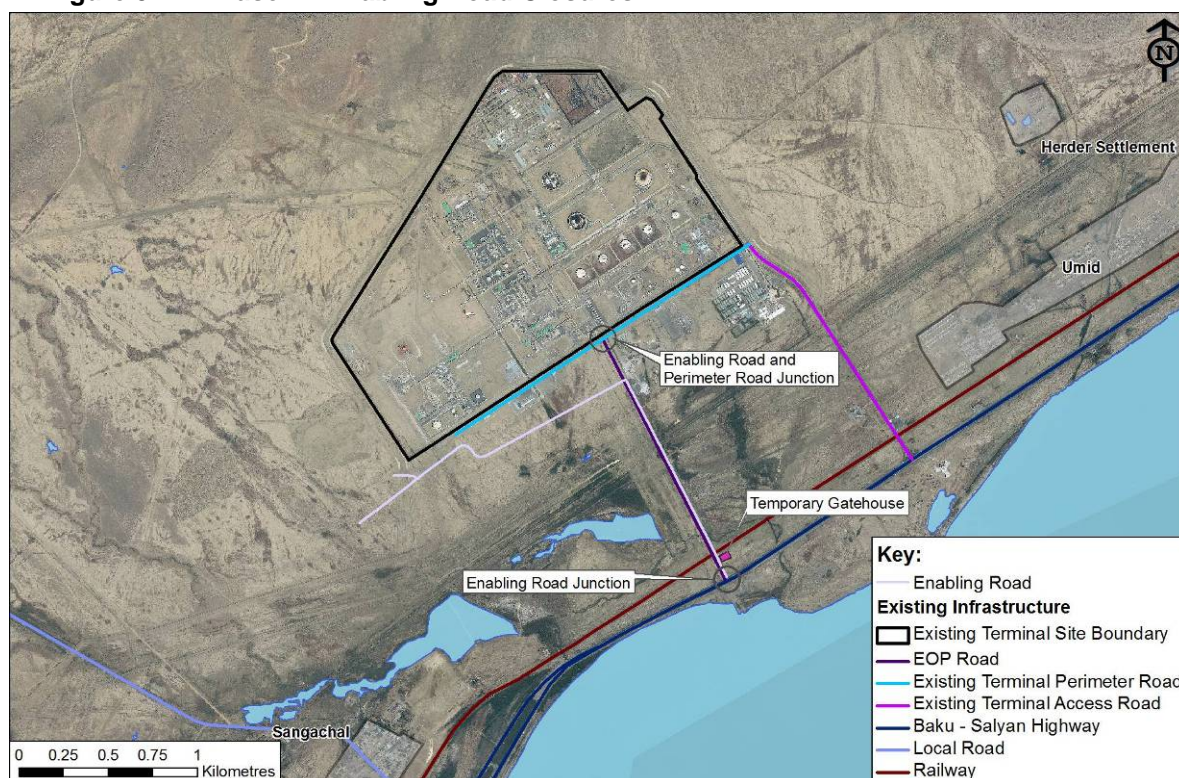 N
Herder Settlement
Umid
Enabling Road and
Perimeter Road Junction
Temporary Gatehouse
Enabling Road Junction
Sangachal
0 0.25 0.5 0.75 1
Kilometres
Key:
Enabling Road
Existing Infrastructure
Existing Terminal Site Boundary
EOP Road
Existing Terminal Perimeter Road
Existing Terminal Access Road
Baku - Salyan Highway
Local Road
Railway